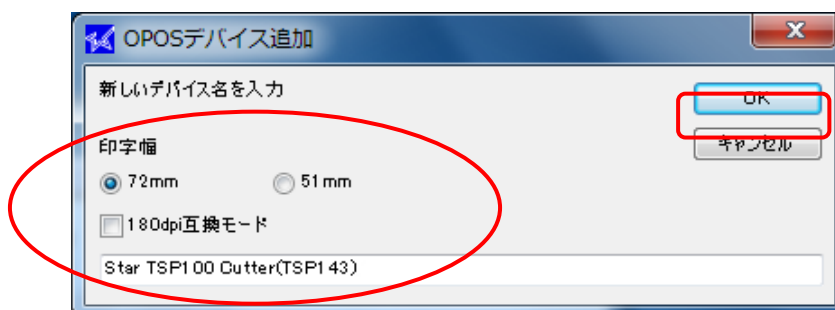 OPOSデバイス追加
新しいデバイス名を入力
OK
印字幅
キャンセル
72mm
51mm
180dpi互換モード
Star TSP100 Cutter(TSP143)